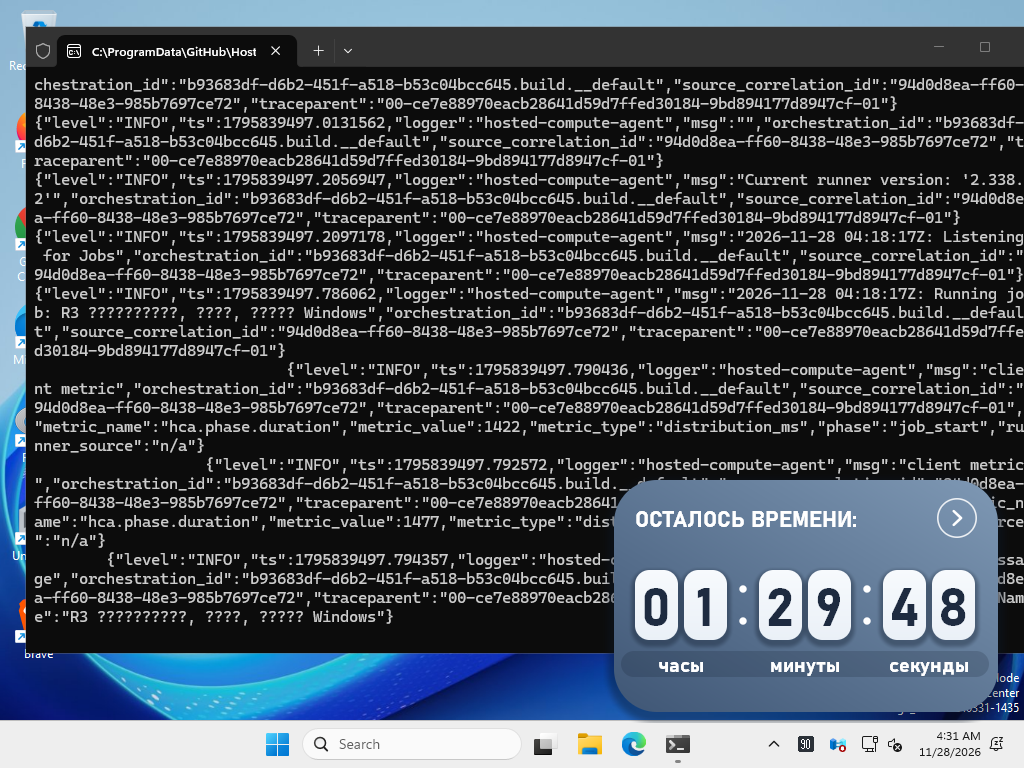 C:\ProgramData\GitHub\Host
chestration_id":"b93683df-d6b2-451f-a518-b53c04bcc645.build.__default","source_correlation_id":"94d0d8ea-ff60-
8438-48e3-985b7697ce72","traceparent":"00-ce7e88970eacb28641d59d7ffed30184-9bd894177d8947cf-01"}
{"level":"INFO","ts":1795839497.0131562,"logger":"hosted-compute-agent","msg":"","orchestration_id":"b93683df-
d6b2-451f-a518-b53c04bcc645.build.__default","source_correlation_id":"94d0d8ea-ff60-8438-48e3-985b7697ce72","t
raceparent":"00-ce7e88970eacb28641d59d7ffed30184-9bd894177d8947cf-01"}
{"level":"INFO","ts":1795839497.2056947,"logger":"hosted-compute-agent","msg":"Current runner version: '2.338.
2'","orchestration_id":"b93683df-d6b2-451f-a518-b53c04bcc645.build.__default","source_correlation_id":"94d0d8e
a-ff60-8438-48e3-985b7697ce72","traceparent":"00-ce7e88970eacb28641d59d7ffed30184-9bd894177d8947cf-01"}
{"level":"INFO","ts":1795839497.2097178,"logger":"hosted-compute-agent","msg":"2026-11-28 04:18:17Z: Listening
for Jobs","orchestration_id":"b93683df-d6b2-451f-a518-b53c04bcc645.build.__default","source_correlation_id":"
94d0d8ea-ff60-8438-48e3-985b7697ce72","traceparent":"00-ce7e88970eacb28641d59d7ffed30184-9bd894177d8947cf-01"}
{"level":"INFO","ts":1795839497.786062,"logger":"hosted-compute-agent","msg":"2026-11-28 04:18:17Z: Running jo
b: R3 ??????????, ????, ????? Windows","orchestration_id":"b93683df-d6b2-451f-a518-b53c04bcc645.build.__defaul
t","source_correlation_id":"94d0d8ea-ff60-8438-48e3-985b7697ce72","traceparent":"00-ce7e88970eacb28641d59d7ffe
d30184-9bd894177d8947cf-01"}
{"level":"INFO","ts":1795839497.790436,"logger":"hosted-compute-agent","msg":"clie
nt metric","orchestration_id":"b93683df-d6b2-451f-a518-b53c04bcc645.build.__default","source_correlation_id":"
94d0d8ea-ff60-8438-48e3-985b7697ce72","traceparent":"00-ce7e88970eacb28641d59d7ffed30184-9bd894177d8947cf-01",
"metric_name":"hca.phase.duration","metric_value":1422,"metric_type":"distribution_ms","phase":"job_start","ru
nner_source":"n/a"}
{"level":"INFO","ts":1795839497.792572,"logger":"hosted-compute-agent","msg":"client metric
","orchestration_id":"b93683df-d6b2-451f-a518-b53c04bcc645.build.
ff60-8438-48e3-985b7697ce72","traceparent":"00-ce7e88970eacb28641
ame":"hca.phase.duration","metric_value":1477,"metric_type":"dist
":"n/a"}
{"level":"INFO","ts":1795839497.794357,"logger":"hosted-c
ge","orchestration_id":"b93683df-d6b2-451f-a518-b53c04bcc645.buil
a-ff60-8438-48e3-985b7697ce72","traceparent":"00-ce7e88970eacb286
e":"R3 ??????????, ????, ????? Windows"}
Brave
ОСТАЛОСЬ ВРЕМЕНИ:
01:29:48
часы минуты секунды
Search
90
4:31 AM
11/28/2026